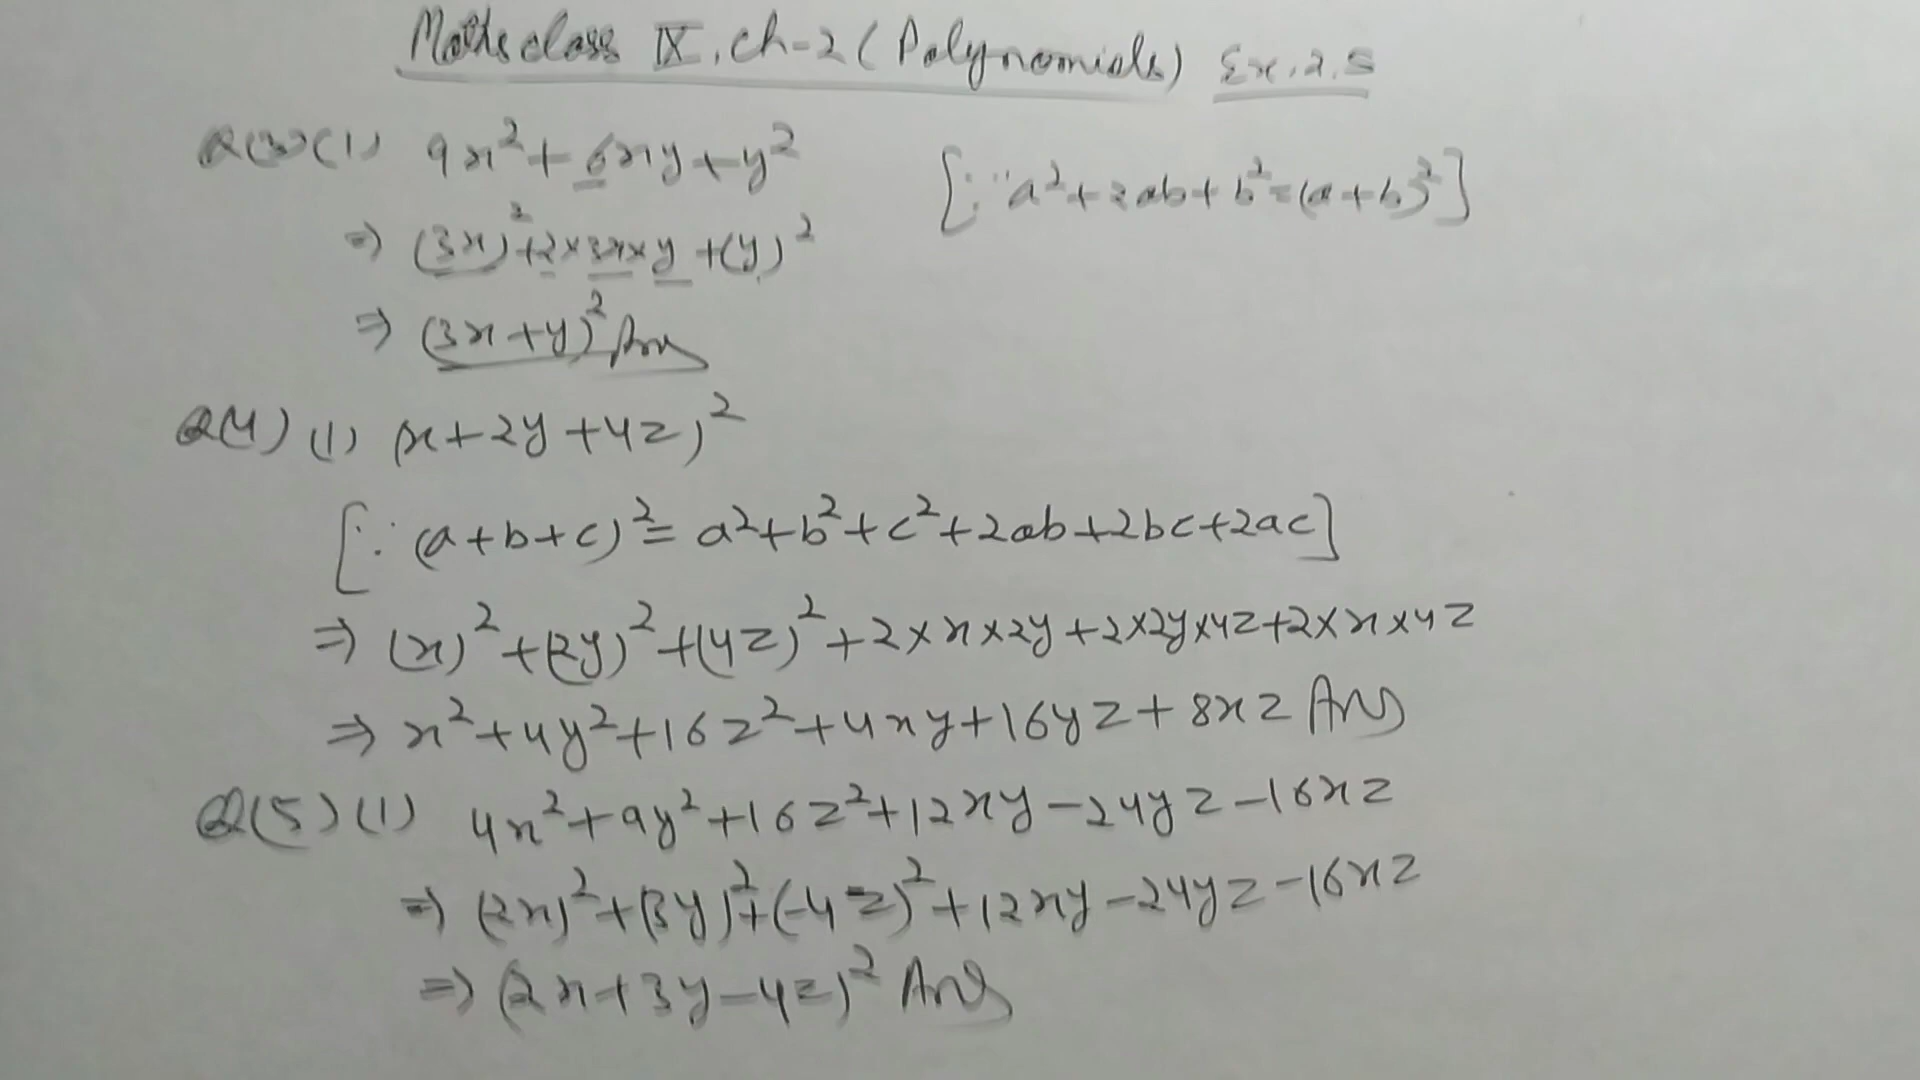 Maths class IX, ch-2 (Polynomials) Ex. 2.5
Q(3)(1) 9x²+6xy+y² [∵ a²+2ab+b²=(a+b)²]
⇒ (3x)²+2×3x×y+(y)²
⇒ (3x+y)² Ans
Q(4) (1) (x+2y+4z)²
[∵ (a+b+c)²= a²+b²+c²+2ab+2bc+2ac]
⇒ (x)²+(2y)²+(4z)²+2×x×2y+2×2y×4z+2×x×4z
⇒ x²+4y²+16z²+4xy+16yz+8xz Ans
Q(5)(1) 4x²+9y²+16z²+12xy-24yz-16xz
⇒ (2x)²+(3y)²+(-4z)²+12xy-24yz-16xz
⇒ (2x+3y-4z)² Ans